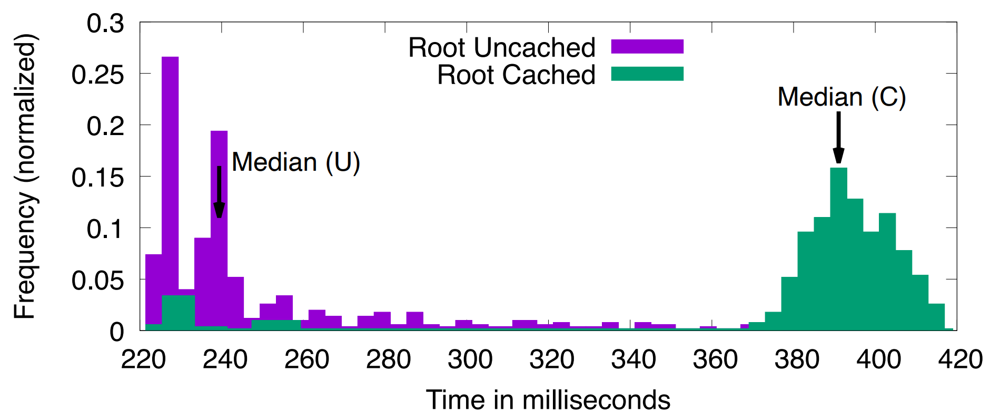 Frequency (normalized)
0.3
0.25
0.2
0.15
0.1
0.05
0
Root Uncached
Root Cached
Median (C)
Median (U)
220 240 260 280 300 320 340 360 380 400 420
Time in milliseconds